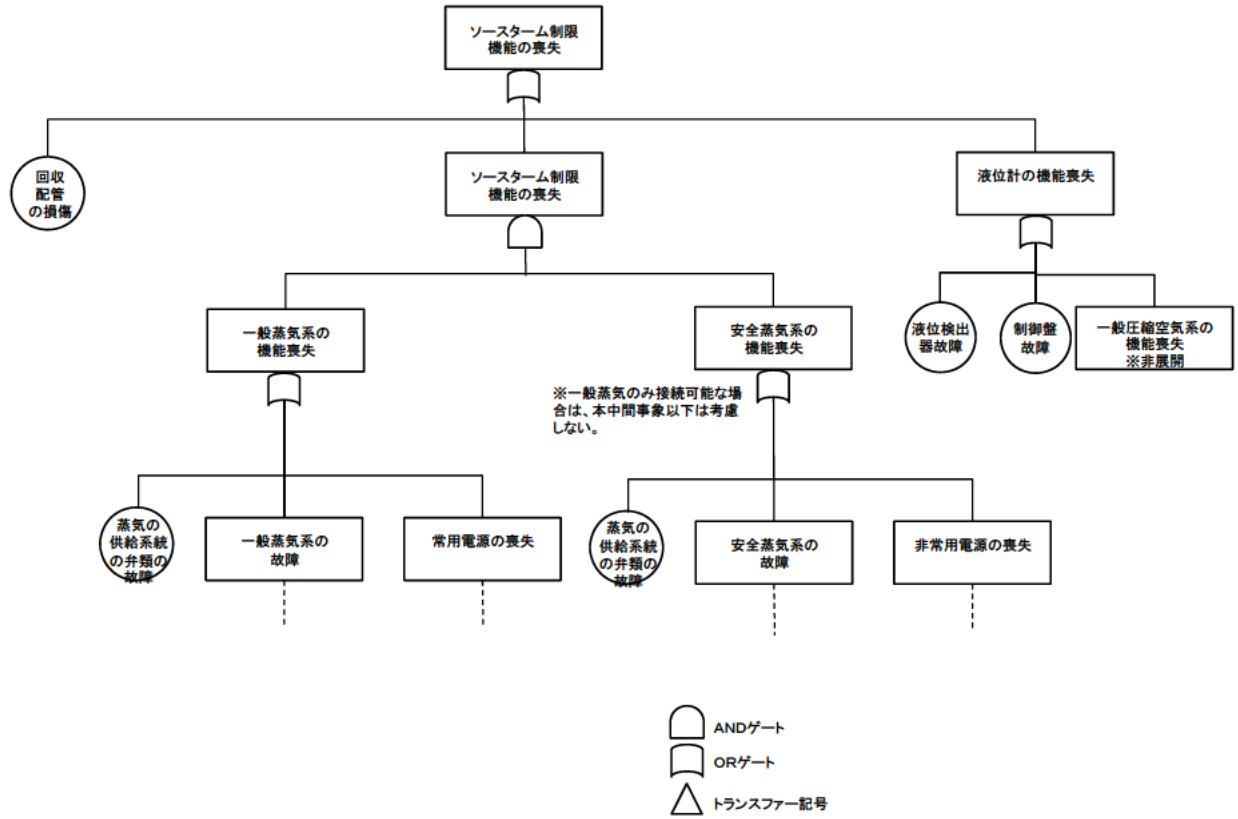 ソースターム制限
機能の喪失
回収
配管
の損傷
ソースターム制限
機能の喪失
液位計の機能喪失
一般蒸気系の
機能喪失
安全蒸気系の
機能喪失
液位検出
器故障
制御盤
故障
一般圧縮空気系の
機能喪失
※非展開
※一般蒸気のみ接続可能な場
合は、本中間事象以下は考慮
しない。
蒸気の
供給系統
の弁類の
故障
一般蒸気系の
故障
常用電源の喪失
蒸気の
供給系統
の弁類の
故障
安全蒸気系の
故障
非常用電源の喪失
ANDゲート
ORゲート
トランスファー記号